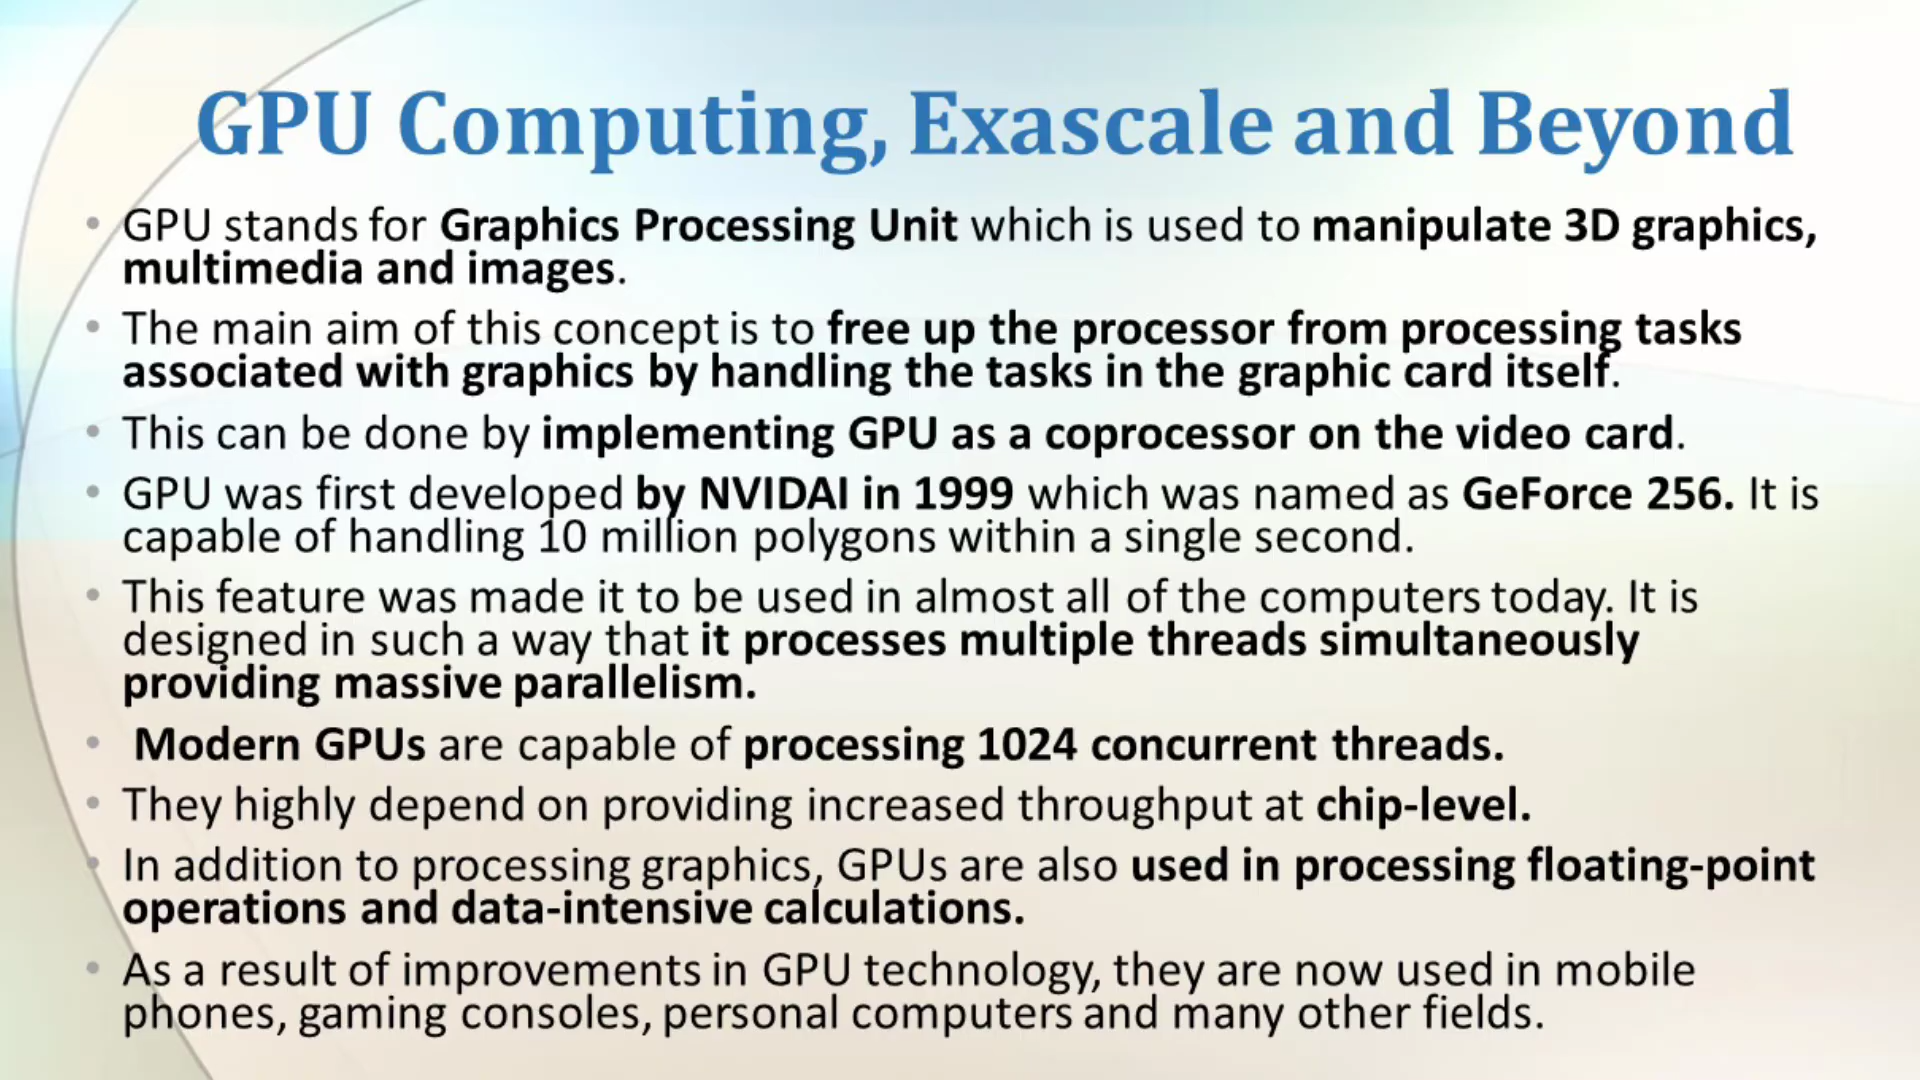 GPU Computing, Exascale and Beyond
• GPU stands for Graphics Processing Unit which is used to manipulate 3D graphics,
multimedia and images.
• The main aim of this concept is to free up the processor from processing tasks
associated with graphics by handling the tasks in the graphic card itself.
• This can be done by implementing GPU as a coprocessor on the video card.
• GPU was first developed by NVIDAI in 1999 which was named as GeForce 256. It is
capable of handling 10 million polygons within a single second.
• This feature was made it to be used in almost all of the computers today. It is
designed in such a way that it processes multiple threads simultaneously
providing massive parallelism.
• Modern GPUs are capable of processing 1024 concurrent threads.
• They highly depend on providing increased throughput at chip-level.
• In addition to processing graphics, GPUs are also used in processing floating-point
operations and data-intensive calculations.
• As a result of improvements in GPU technology, they are now used in mobile
phones, gaming consoles, personal computers and many other fields.